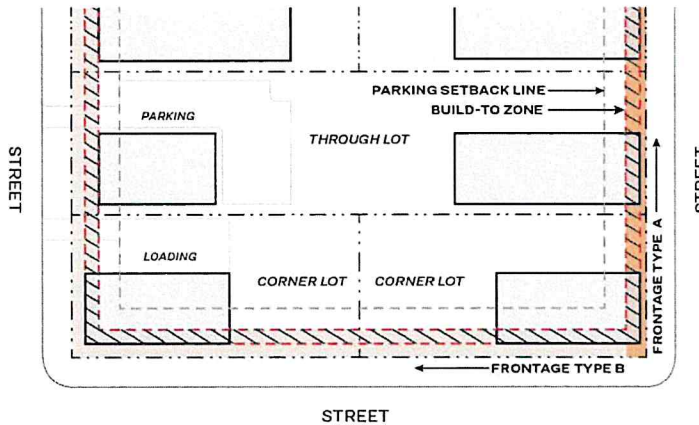 PARKING SETBACK LINE
BUILD-TO ZONE
PARKING
THROUGH LOT
STREET
STREET
FRONTAGE TYPE A
LOADING
CORNER LOT
CORNER LOT
FRONTAGE TYPE B
STREET